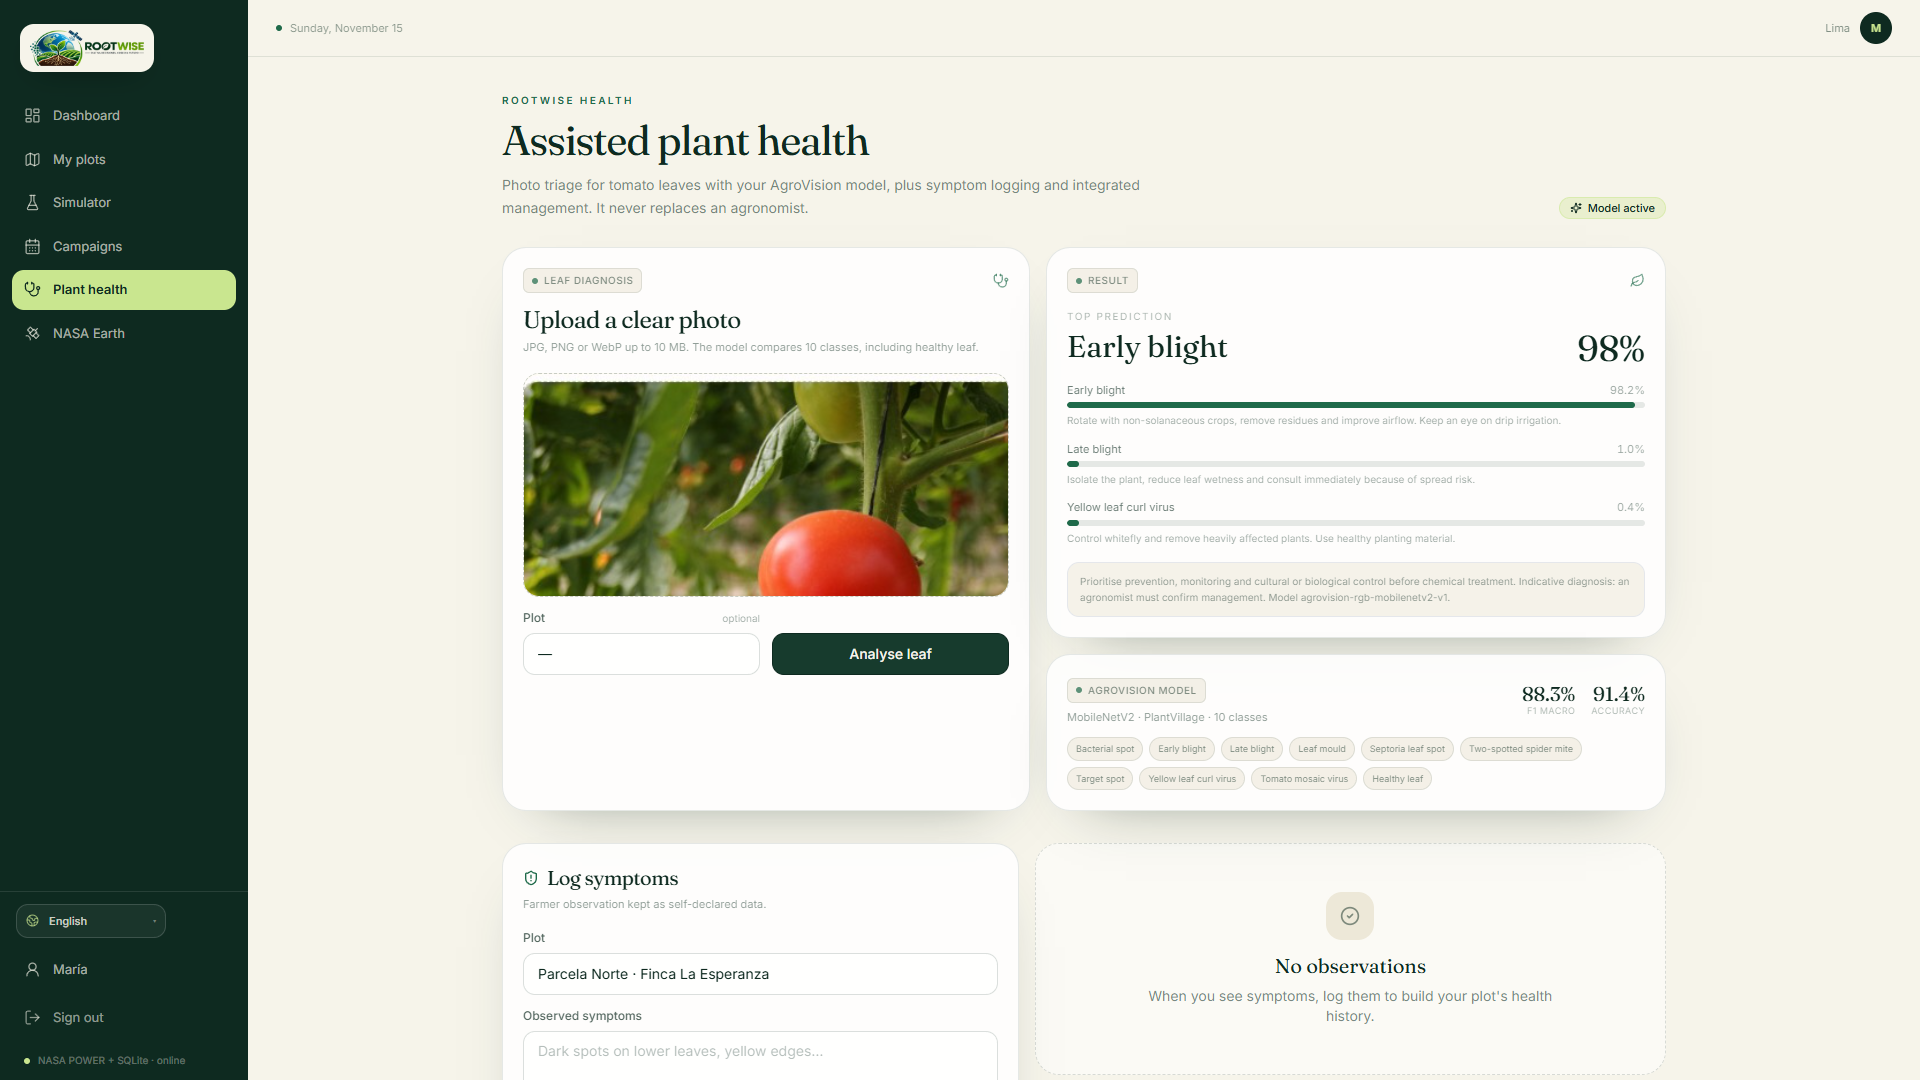 ROOTWISE
Dashboard
My plots
Simulator
Campaigns
Plant health
NASA Earth
English
María
Sign out
NASA POWER + SQLite · online
Sunday, November 15
Lima
M
ROOTWISE HEALTH
Assisted plant health
Photo triage for tomato leaves with your AgroVision model, plus symptom logging and integrated
management. It never replaces an agronomist.
Model active
LEAF DIAGNOSIS
Upload a clear photo
JPG, PNG or WebP up to 10 MB. The model compares 10 classes, including healthy leaf.
Plot
optional
—
Analyse leaf
RESULT
TOP PREDICTION
Early blight
98%
Early blight
98.2%
Rotate with non-solanaceous crops, remove residues and improve airflow. Keep an eye on drip irrigation.
Late blight
1.0%
Isolate the plant, reduce leaf wetness and consult immediately because of spread risk.
Yellow leaf curl virus
0.4%
Control whitefly and remove heavily affected plants. Use healthy planting material.
Prioritise prevention, monitoring and cultural or biological control before chemical treatment. Indicative diagnosis: an
agronomist must confirm management. Model agrovision-rgb-mobilenetv2-v1.
AGROVISION MODEL
88.3%
F1 MACRO
91.4%
ACCURACY
MobileNetV2 · PlantVillage · 10 classes
Bacterial spot
Early blight
Late blight
Leaf mould
Septoria leaf spot
Two-spotted spider mite
Target spot
Yellow leaf curl virus
Tomato mosaic virus
Healthy leaf
Log symptoms
Farmer observation kept as self-declared data.
Plot
Parcela Norte · Finca La Esperanza
Observed symptoms
Dark spots on lower leaves, yellow edges...
No observations
When you see symptoms, log them to build your plot's health
history.